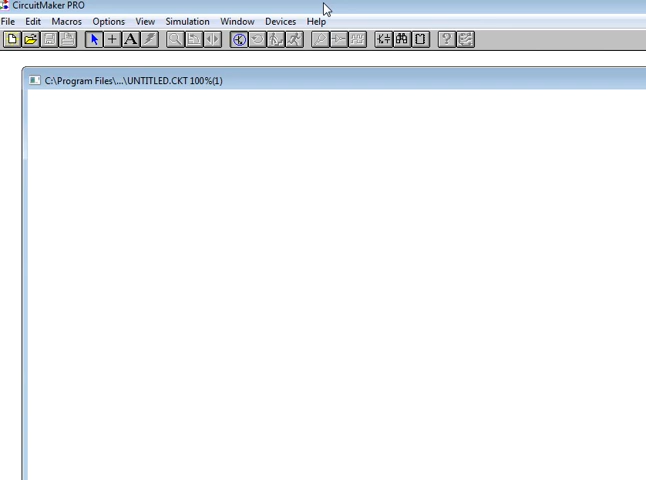 CircuitMaker PRO
File Edit Macros Options View Simulation Window Devices Help
A ?
C:\Program Files\...\UNTITLED.CKT 100%(1)